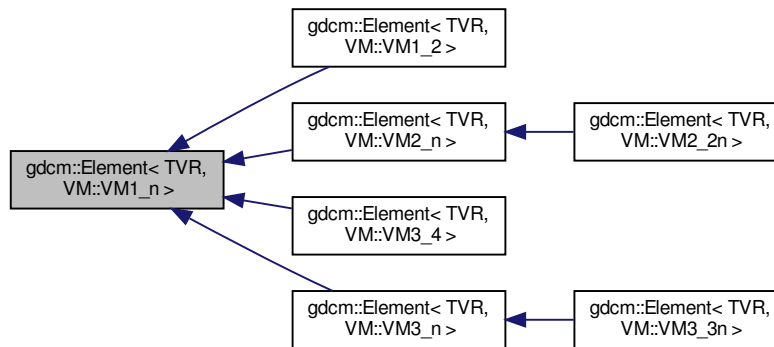 gdcm::Element< TVR,
VM::VM1_2 >
gdcm::Element< TVR,
VM::VM2_n >
gdcm::Element< TVR,
VM::VM2_2n >
gdcm::Element< TVR,
VM::VM1_n >
gdcm::Element< TVR,
VM::VM3_4 >
gdcm::Element< TVR,
VM::VM3_n >
gdcm::Element< TVR,
VM::VM3_3n >